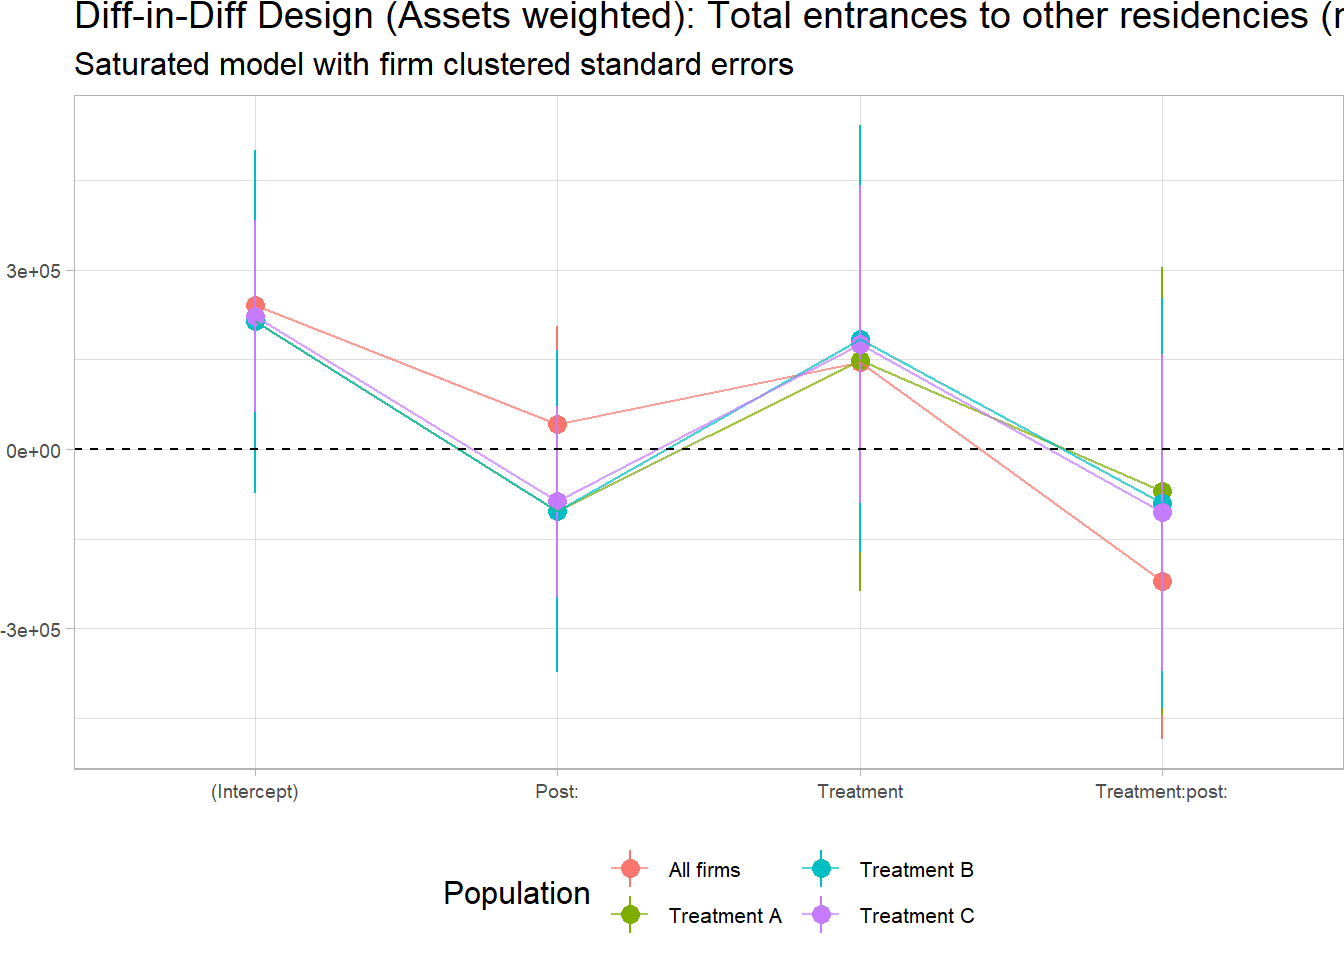 Diff-in-Diff Design (Assets weighted): Total entrances to other residencies (
Saturated model with firm clustered standard errors
3e+05
0e+00
-3e+05
(Intercept)
Post:
Treatment
Treatment:post:
Population
All firms
Treatment B
Treatment A
Treatment C